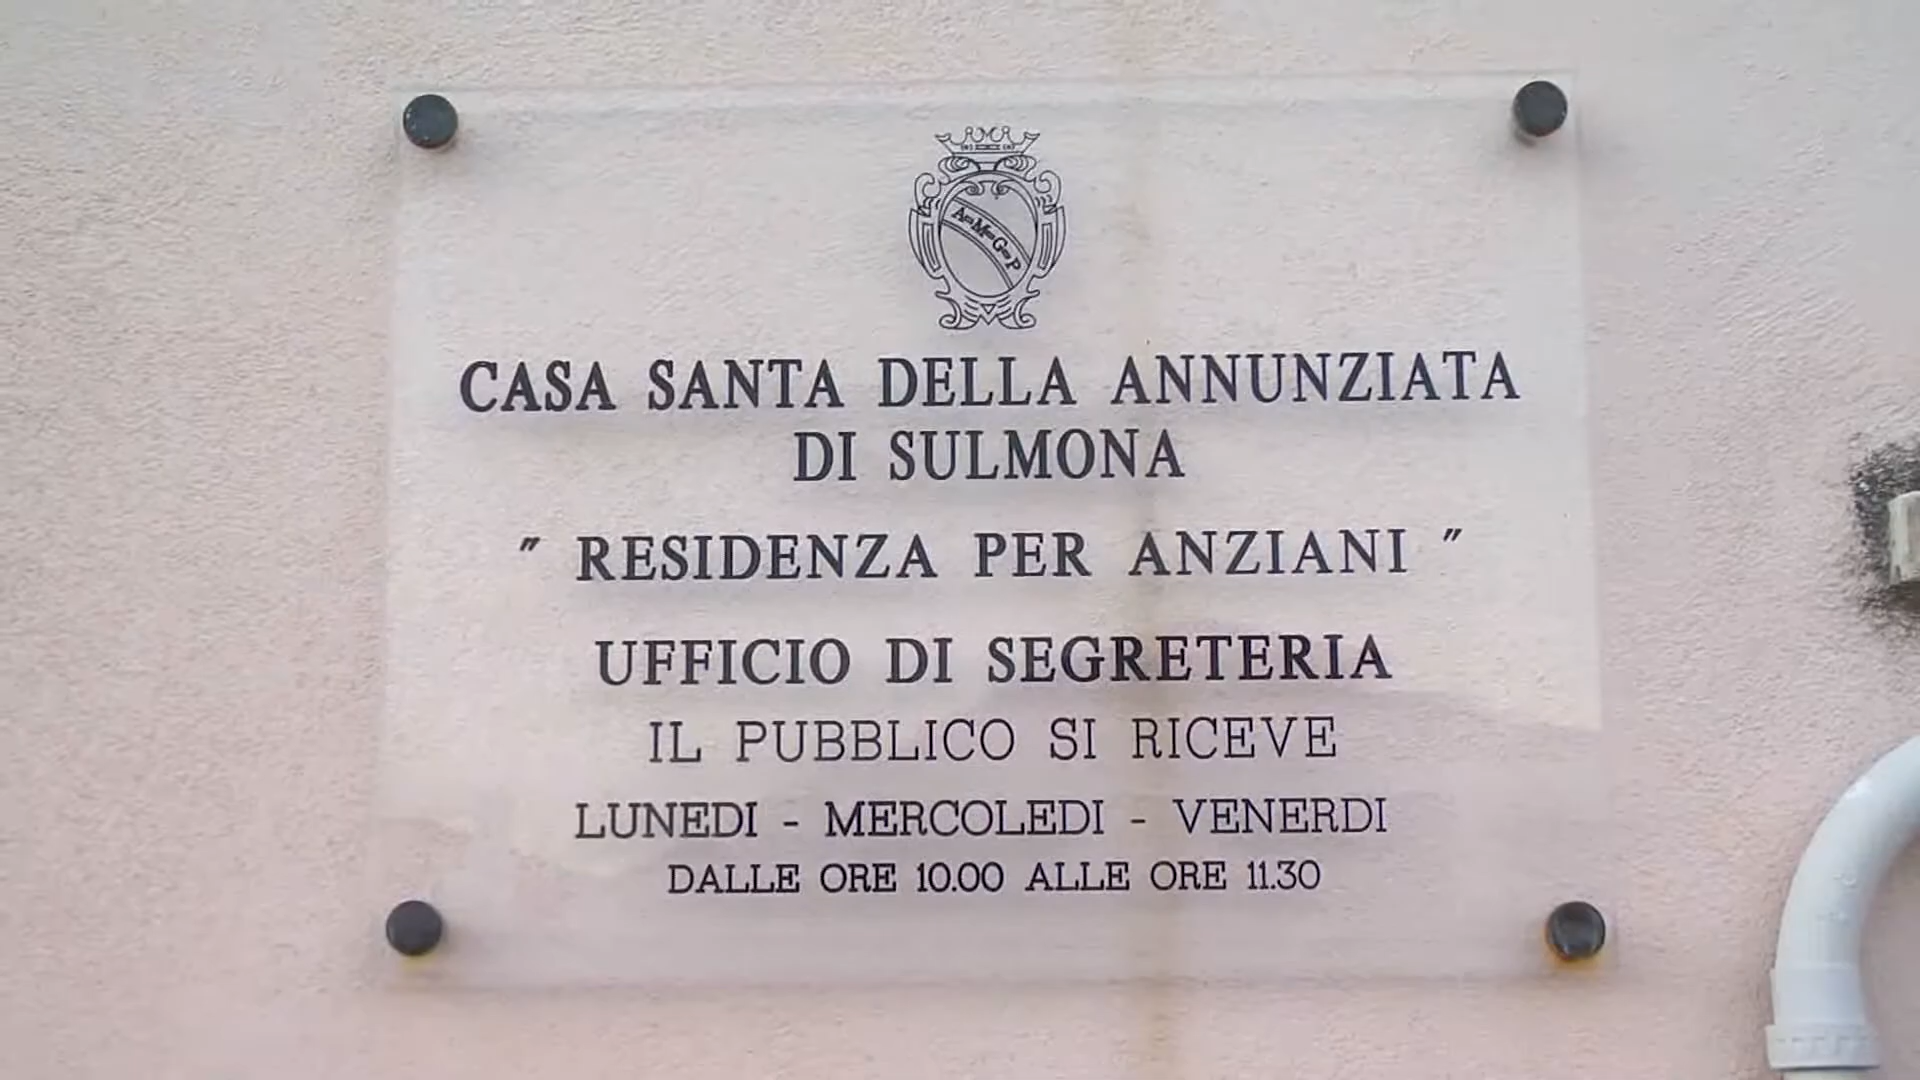 A=M=G=P
CASA SANTA DELLA ANNUNZIATA
DI SULMONA
" RESIDENZA PER ANZIANI "
UFFICIO DI SEGRETERIA
IL PUBBLICO SI RICEVE
LUNEDI - MERCOLEDI - VENERDI
DALLE ORE 10.00 ALLE ORE 11.30